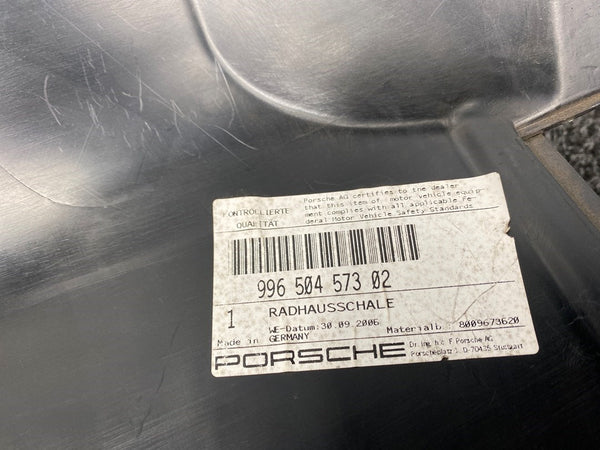 KONTROLLIERTE
QUALITÄT
Porsche AG certifies to the dealer
that this item of motor vehicle equip-
ment complies with all applicable Fe-
deral Motor Vehicle Safety Standards
996 504 573 02
1 RADHAUSSCHALE
WE-Datum:30.09.2006 Materialb.: 8009673620
Made in GERMANY
PORSCHE
Dr. Ing. h.c. F. Porsche AG
Porscheplatz 1 D-70435 Stuttgart